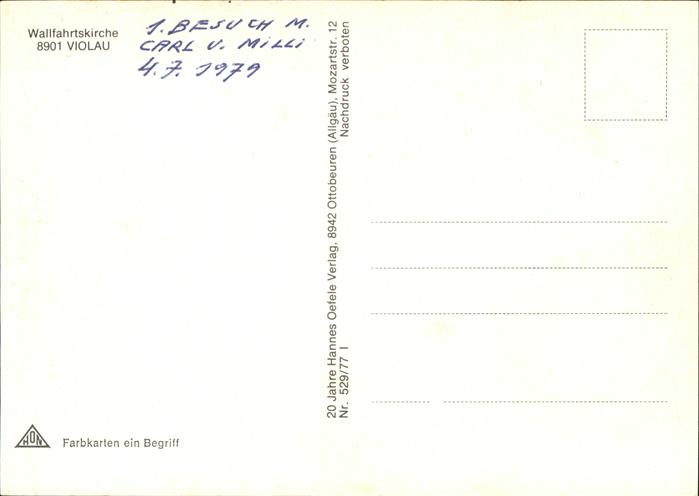 Wallfahrtskirche
8901 VIOLAU
1. BESUCH M.
CARL U. MILLI
4.7.1979
20 Jahre Hannes Oefele Verlag, 8942 Ottobeuren (Allgäu), Mozartstr. 12
Nr. 529/77 I Nachdruck verboten
HON
Farbkarten ein Begriff